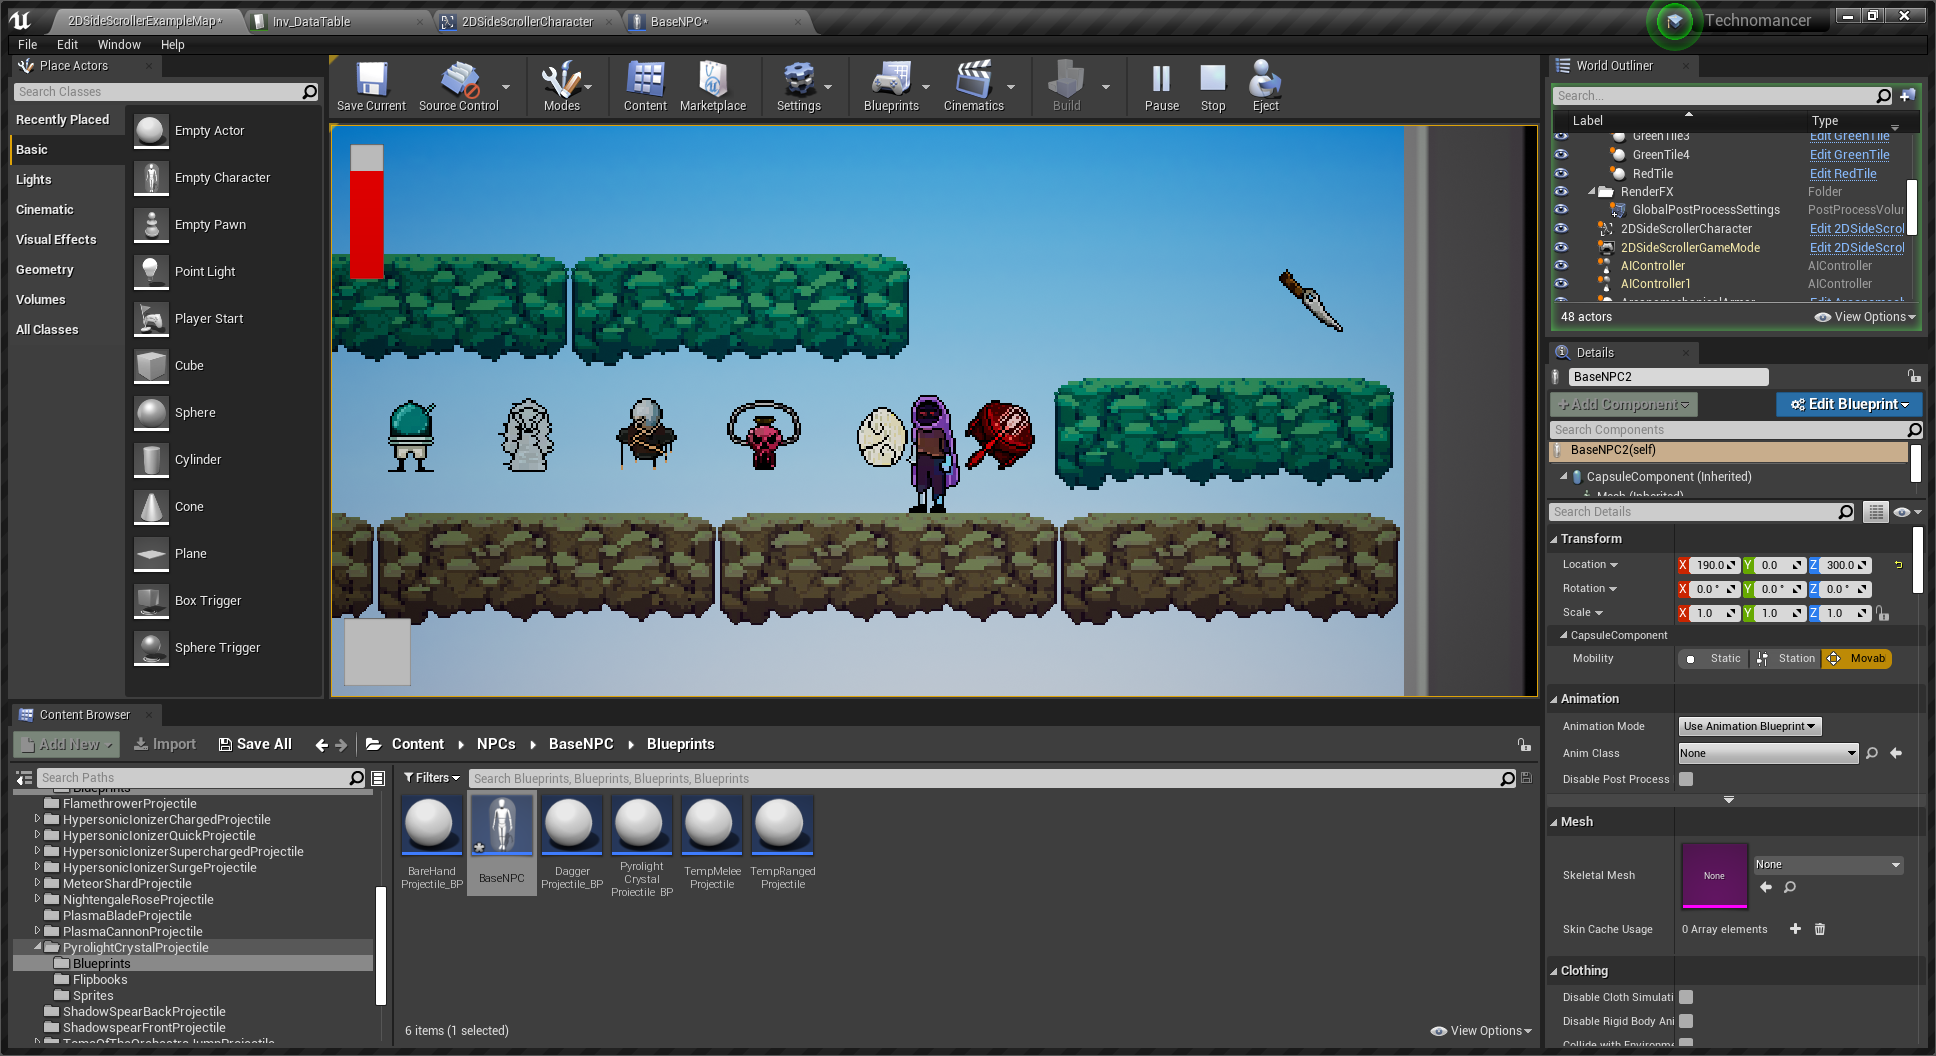 2DSideScrollerExampleMap*
Inv_DataTable
2DSideScrollerCharacter
BaseNPC*
Technomancer
File Edit Window Help
Place Actors
Search Classes
Recently Placed
Basic
Lights
Cinematic
Visual Effects
Geometry
Volumes
All Classes
Empty Actor
Empty Character
Empty Pawn
Point Light
Player Start
Cube
Sphere
Cylinder
Cone
Plane
Box Trigger
Sphere Trigger
Save Current
Source Control
Modes
Content
Marketplace
Settings
Blueprints
Cinematics
Build
Pause
Stop
Eject
World Outliner
Search...
Label Type
GreenTile3 Edit GreenTile
GreenTile4 Edit GreenTile
RedTile Edit RedTile
RenderFX Folder
GlobalPostProcessSettings PostProcessVolu
2DSideScrollerCharacter Edit 2DSideScrol
2DSideScrollerGameMode Edit 2DSideScrol
AIController AIController
AIController1 AIController
48 actors View Options
Details
BaseNPC2
+Add Component Edit Blueprint
Search Components
BaseNPC2(self)
CapsuleComponent (Inherited)
Mesh (Inherited)
Search Details
Transform
Location X 190.0 Y 0.0 Z 300.0
Rotation X 0.0 ° Y 0.0 ° Z 0.0 °
Scale X 1.0 Y 1.0 Z 1.0
CapsuleComponent
Mobility Static Station Movab
Animation
Animation Mode Use Animation Blueprint
Anim Class None
Disable Post Process
Mesh
Skeletal Mesh None None
Skin Cache Usage 0 Array elements
Clothing
Disable Cloth Simulati
Disable Rigid Body Ani
Collide with Environme
Content Browser
Add New Import Save All Content NPCs BaseNPC Blueprints
Search Paths
Blueprints
FlamethrowerProjectile
HypersonicIonizerChargedProjectile
HypersonicIonizerQuickProjectile
HypersonicIonizerSuperchargedProjectile
HypersonicIonizerSurgeProjectile
MeteorShardProjectile
NightengaleRoseProjectile
PlasmaBladeProjectile
PlasmaCannonProjectile
PyrolightCrystalProjectile
Blueprints
Flipbooks
Sprites
ShadowSpearBackProjectile
ShadowspearFrontProjectile
Filters Search Blueprints, Blueprints, Blueprints, Blueprints
BareHand
Projectile_BP
BaseNPC
Dagger
Projectile_BP
Pyrolight
Crystal
Projectile_BP
TempMelee
Projectile
TempRanged
Projectile
6 items (1 selected) View Options